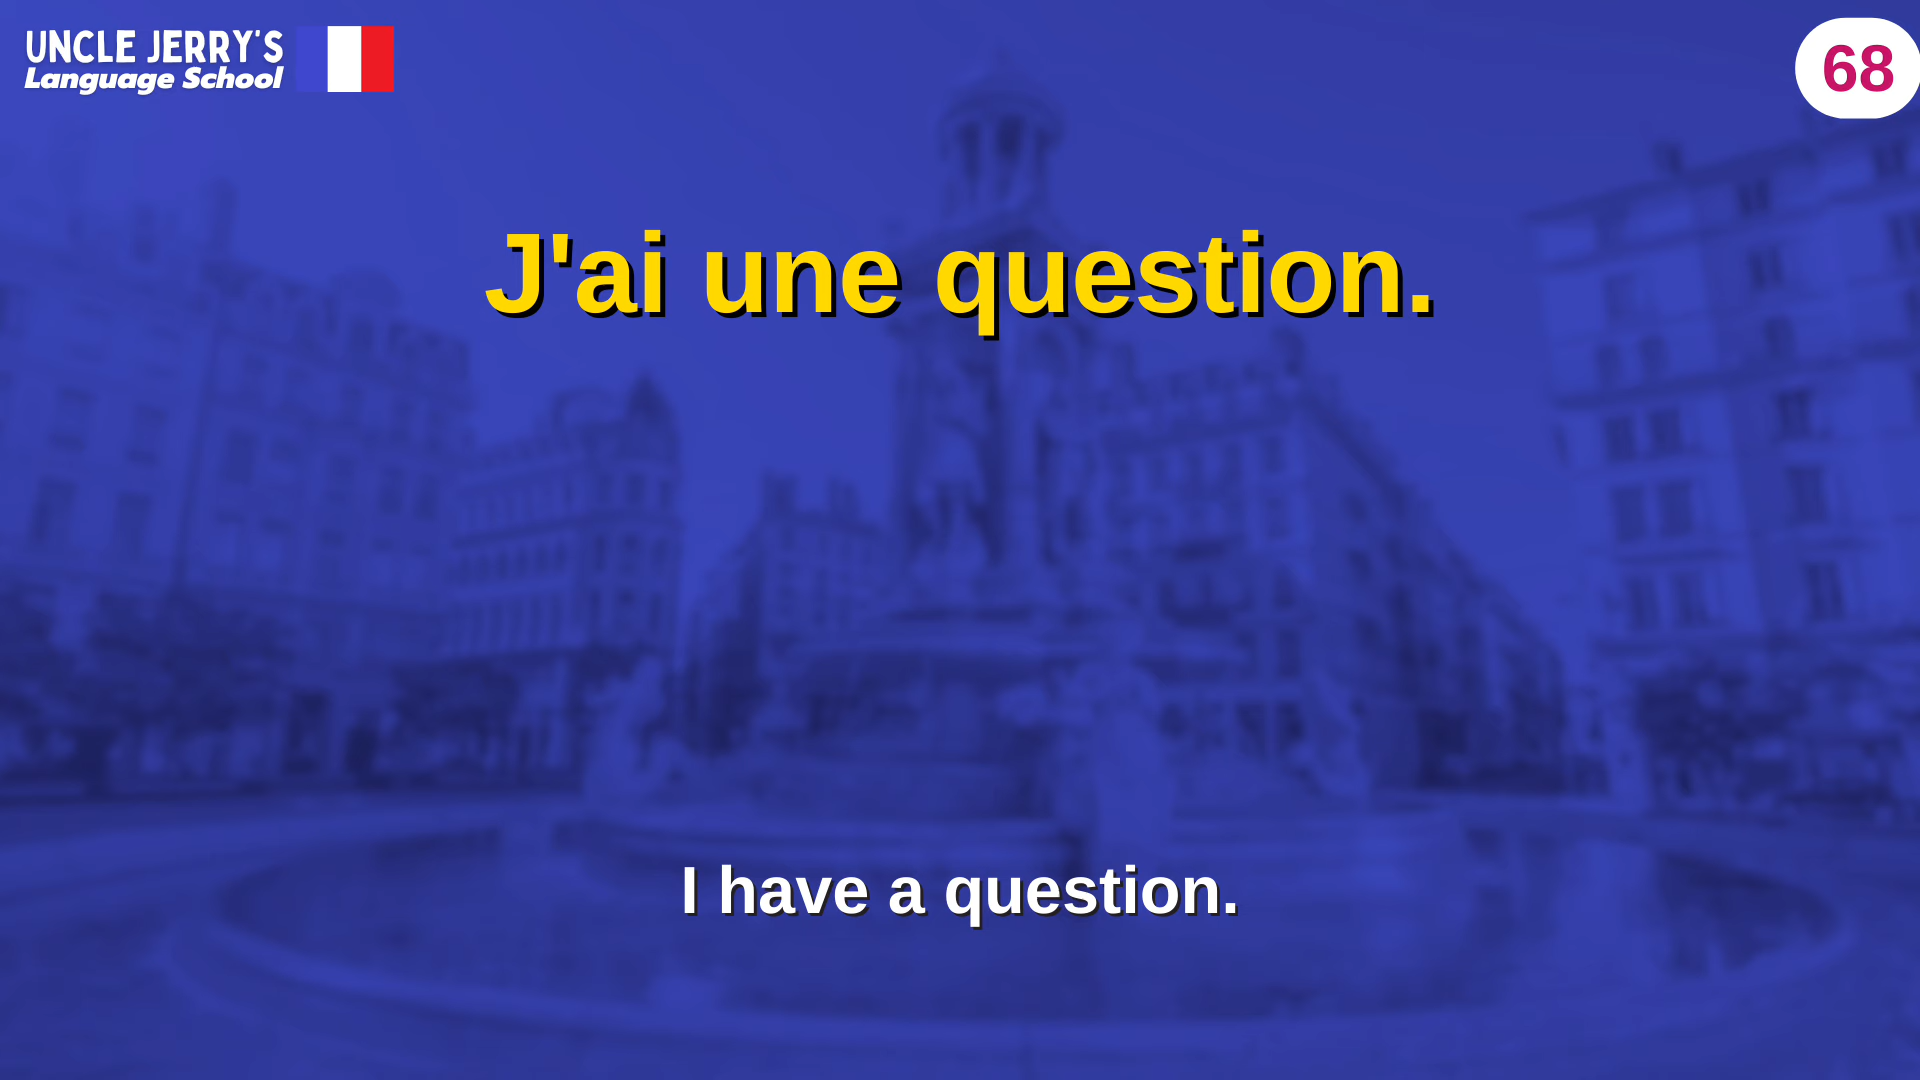 UNCLE JERRY'S
Language School
68
J'ai une question.
I have a question.